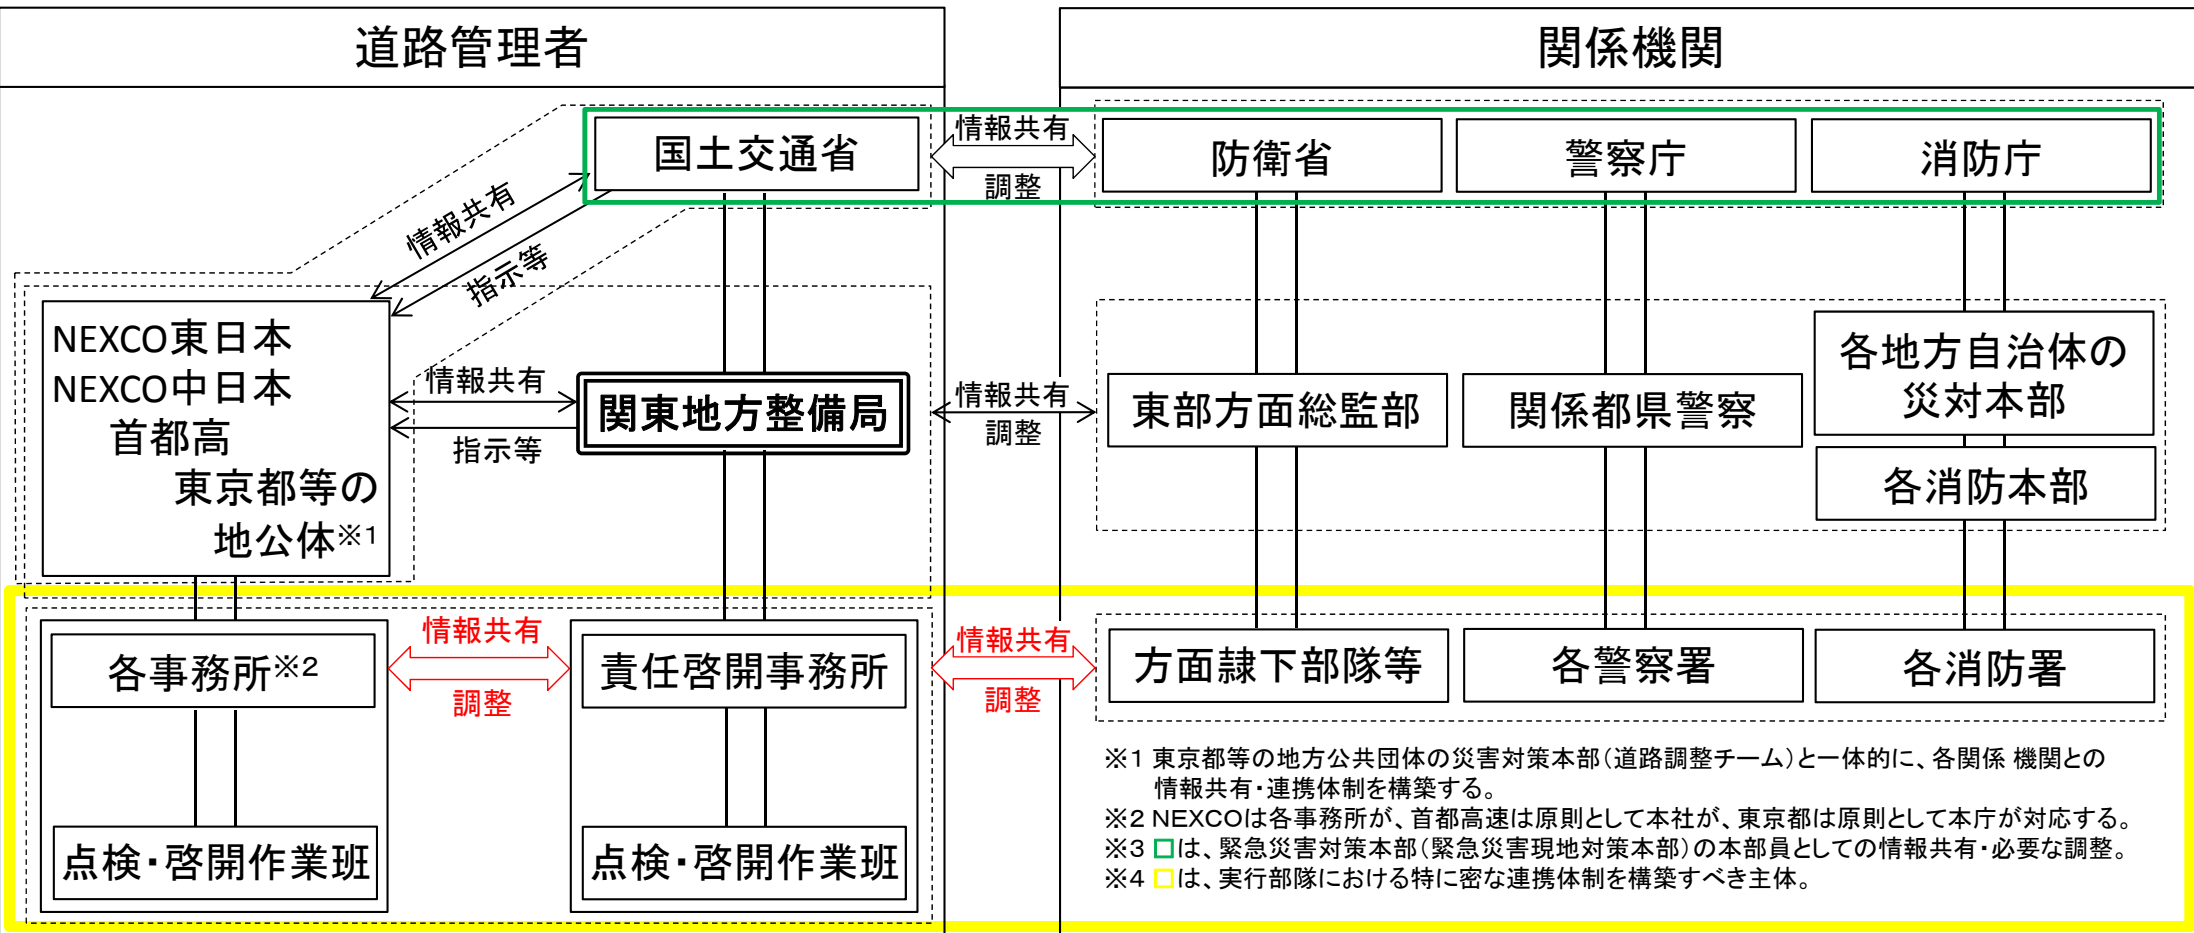 道路管理者
関係機関
国土交通省
情報共有
調整
防衛省
警察庁
消防庁
情報共有
指示等
NEXCO東日本
NEXCO中日本
首都高
東京都等の
地公体※1
情報共有
指示等
関東地方整備局
情報共有
調整
東部方面総監部
関係都県警察
各地方自治体の
災対本部
各消防本部
各事務所※2
情報共有
調整
責任啓開事務所
情報共有
調整
方面隷下部隊等
各警察署
各消防署
点検・啓開作業班
点検・啓開作業班
※1 東京都等の地方公共団体の災害対策本部(道路調整チーム)と一体的に、各関係 機関との
情報共有・連携体制を構築する。
※2 NEXCOは各事務所が、首都高速は原則として本社が、東京都は原則として本庁が対応する。
※3 □は、緊急災害対策本部(緊急災害現地対策本部)の本部員としての情報共有・必要な調整。
※4 □は、実行部隊における特に密な連携体制を構築すべき主体。